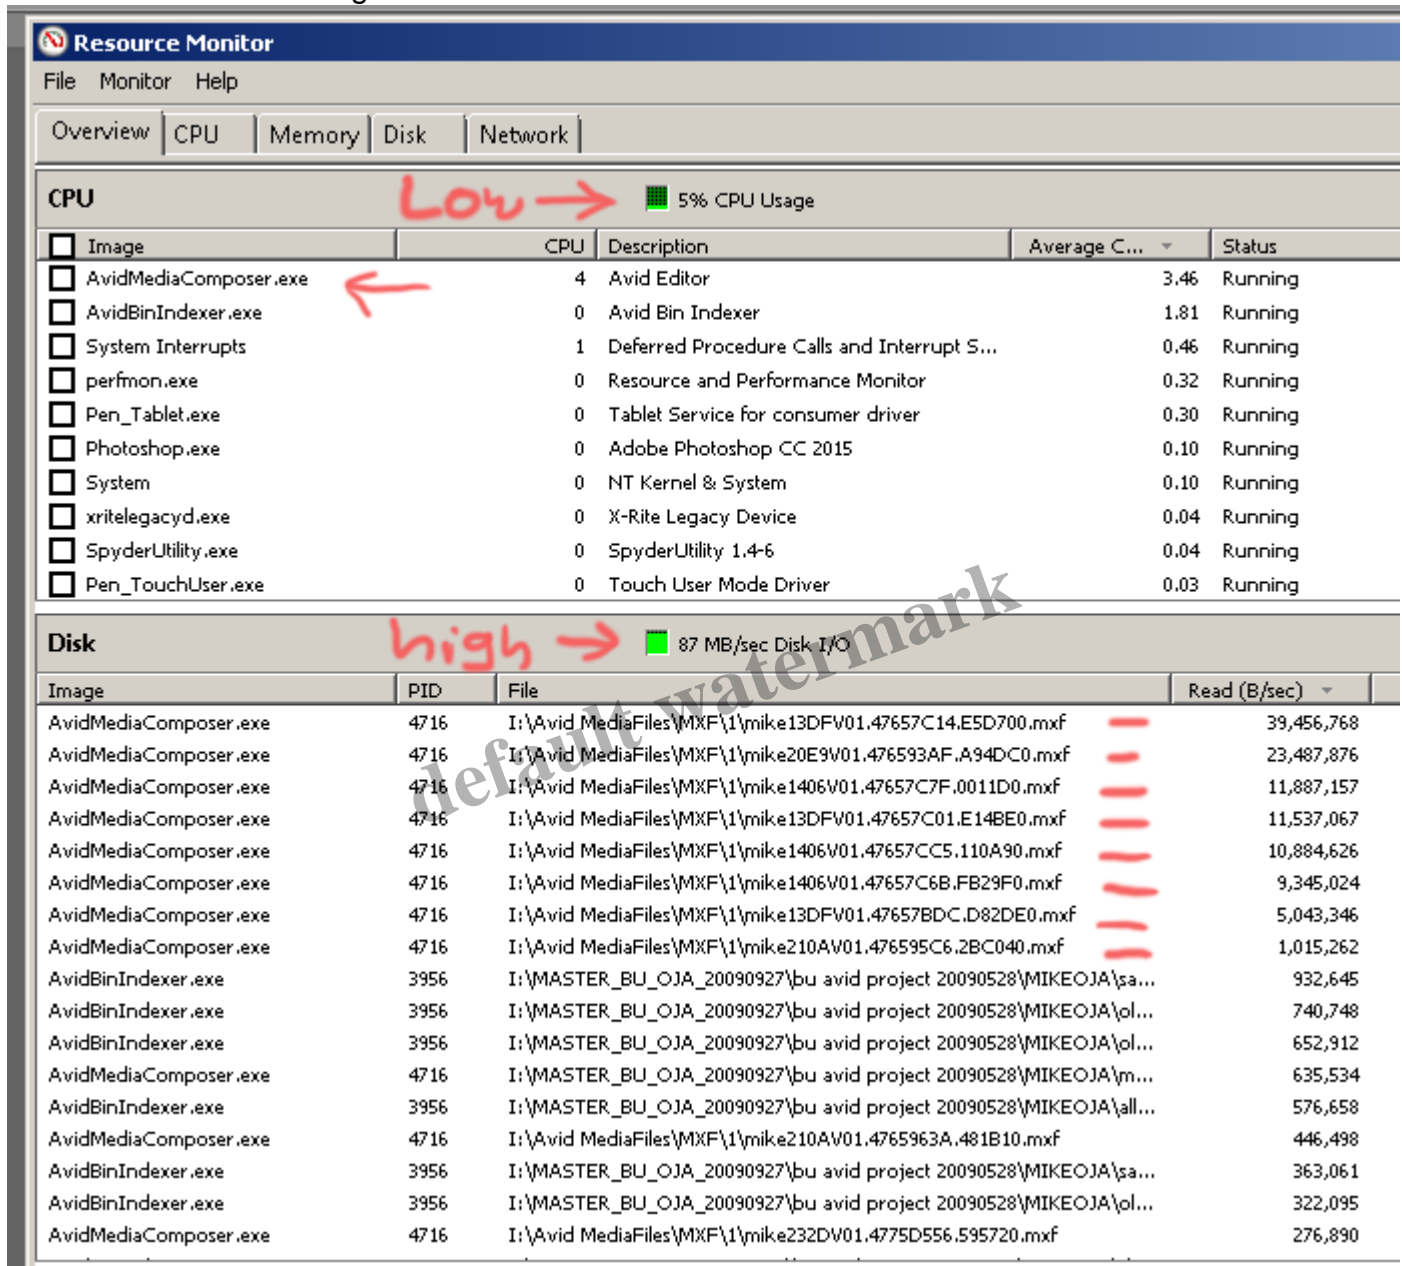 Resource Monitor
File Monitor Help
Overview CPU Memory Disk Network
CPU Low 5% CPU Usage
Image CPU Description Average C... Status
AvidMediaComposer.exe 4 Avid Editor 3.46 Running
AvidBinIndexer.exe 0 Avid Bin Indexer 1.81 Running
System Interrupts 1 Deferred Procedure Calls and Interrupt S... 0.46 Running
perfmon.exe 0 Resource and Performance Monitor 0.32 Running
Pen_Tablet.exe 0 Tablet Service for consumer driver 0.30 Running
Photoshop.exe 0 Adobe Photoshop CC 2015 0.10 Running
System 0 NT Kernel & System 0.10 Running
xritelegacyd.exe 0 X-Rite Legacy Device 0.04 Running
SpyderUtility.exe 0 SpyderUtility 1.4-6 0.04 Running
Pen_TouchUser.exe 0 Touch User Mode Driver 0.03 Running
Disk high 87 MB/sec Disk I/O
default watermark
Image PID File Read (B/sec)
AvidMediaComposer.exe 4716 I:\Avid MediaFiles\MXF\1\mike13DFV01.47657C14.E5D700.mxf 39,456,768
AvidMediaComposer.exe 4716 I:\Avid MediaFiles\MXF\1\mike20E9V01.476593AF.A94DC0.mxf 23,487,876
AvidMediaComposer.exe 4716 I:\Avid MediaFiles\MXF\1\mike1406V01.47657C7F.0011D0.mxf 11,887,157
AvidMediaComposer.exe 4716 I:\Avid MediaFiles\MXF\1\mike13DFV01.47657C01.E14BE0.mxf 11,537,067
AvidMediaComposer.exe 4716 I:\Avid MediaFiles\MXF\1\mike1406V01.47657CC5.110A90.mxf 10,884,626
AvidMediaComposer.exe 4716 I:\Avid MediaFiles\MXF\1\mike1406V01.47657C6B.FB29F0.mxf 9,345,024
AvidMediaComposer.exe 4716 I:\Avid MediaFiles\MXF\1\mike13DFV01.47657BDC.D82DE0.mxf 5,043,346
AvidMediaComposer.exe 4716 I:\Avid MediaFiles\MXF\1\mike210AV01.476595C6.2BC040.mxf 1,015,262
AvidBinIndexer.exe 3956 I:\MASTER_BU_OJA_20090927\bu avid project 20090528\MIKEOJA\sa... 932,645
AvidBinIndexer.exe 3956 I:\MASTER_BU_OJA_20090927\bu avid project 20090528\MIKEOJA\ol... 740,748
AvidBinIndexer.exe 3956 I:\MASTER_BU_OJA_20090927\bu avid project 20090528\MIKEOJA\ol... 652,912
AvidMediaComposer.exe 4716 I:\MASTER_BU_OJA_20090927\bu avid project 20090528\MIKEOJA\m... 635,534
AvidBinIndexer.exe 3956 I:\MASTER_BU_OJA_20090927\bu avid project 20090528\MIKEOJA\all... 576,658
AvidMediaComposer.exe 4716 I:\Avid MediaFiles\MXF\1\mike210AV01.4765963A.481B10.mxf 446,498
AvidBinIndexer.exe 3956 I:\MASTER_BU_OJA_20090927\bu avid project 20090528\MIKEOJA\sa... 363,061
AvidBinIndexer.exe 3956 I:\MASTER_BU_OJA_20090927\bu avid project 20090528\MIKEOJA\ol... 322,095
AvidMediaComposer.exe 4716 I:\Avid MediaFiles\MXF\1\mike232DV01.4775D556.595720.mxf 276,890